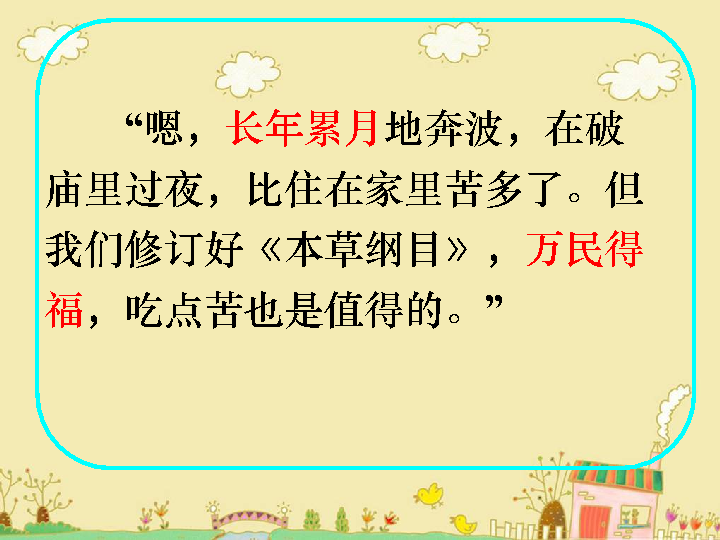 “嗯，长年累月地奔波，在破
庙里过夜，比住在家里苦多了。但
我们修订好《本草纲目》，万民得
福，吃点苦也是值得的。”